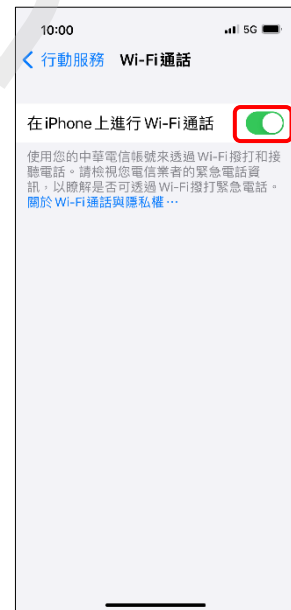 10:00 5G
行動服務 Wi-Fi通話
在iPhone上進行Wi-Fi通話
使用您的中華電信帳號來透過Wi-Fi撥打和接
聽電話。請檢視您電信業者的緊急電話資
訊,以瞭解是否可透過Wi-Fi撥打緊急電話。
關於Wi-Fi通話與隱私權…